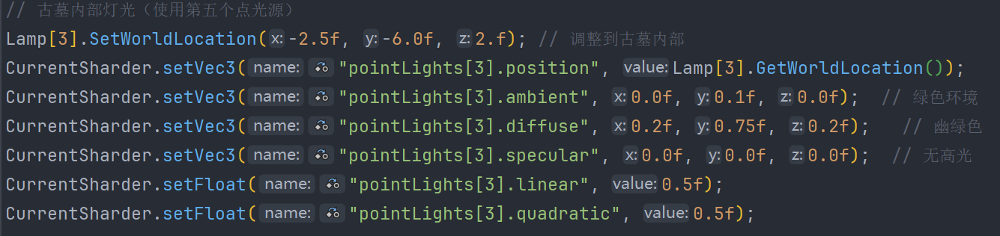 // 古墓内部灯光（使用第五个点光源）
Lamp[3].SetWorldLocation(x:-2.5f, y:-6.0f, z:2.f); // 调整到古墓内部
CurrentSharder.setVec3(name: "pointLights[3].position", value:Lamp[3].GetWorldLocation());
CurrentSharder.setVec3(name: "pointLights[3].ambient", x:0.0f, y:0.1f, z:0.0f);  // 绿色环境
CurrentSharder.setVec3(name: "pointLights[3].diffuse", x:0.2f, y:0.75f, z:0.2f);   // 幽绿色
CurrentSharder.setVec3(name: "pointLights[3].specular", x:0.0f, y:0.0f, z:0.0f);  // 无高光
CurrentSharder.setFloat(name: "pointLights[3].linear", value:0.5f);
CurrentSharder.setFloat(name: "pointLights[3].quadratic", value:0.5f);